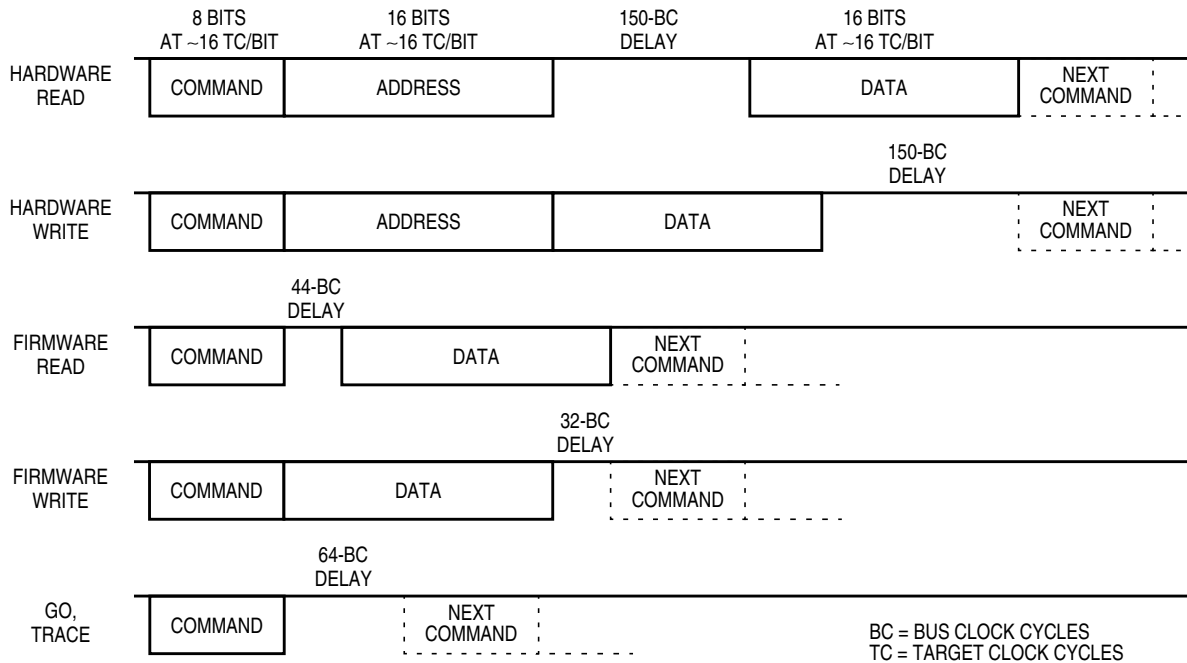 8 BITS
AT ~16 TC/BIT
16 BITS
AT ~16 TC/BIT
150-BC
DELAY
16 BITS
AT ~16 TC/BIT
HARDWARE
READ
COMMAND
ADDRESS
DATA
NEXT
COMMAND
150-BC
DELAY
HARDWARE
WRITE
COMMAND
ADDRESS
DATA
NEXT
COMMAND
44-BC
DELAY
FIRMWARE
READ
COMMAND
DATA
NEXT
COMMAND
32-BC
DELAY
FIRMWARE
WRITE
COMMAND
DATA
NEXT
COMMAND
64-BC
DELAY
GO,
TRACE
COMMAND
NEXT
COMMAND
BC = BUS CLOCK CYCLES
TC = TARGET CLOCK CYCLES